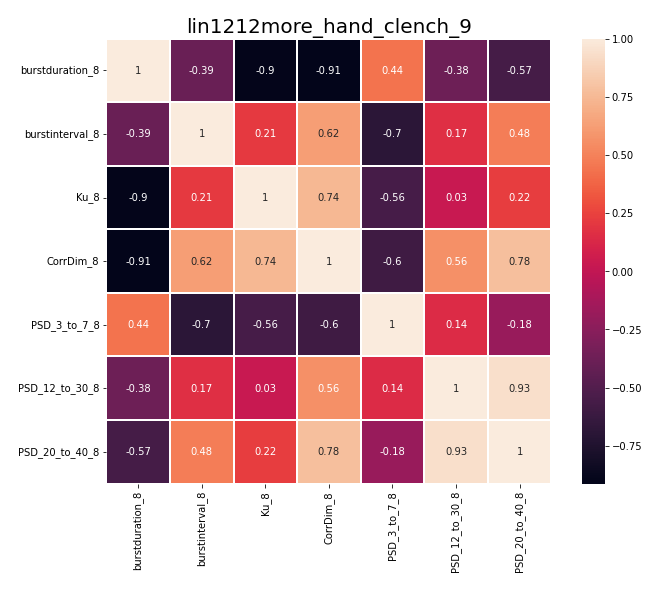 lin1212more_hand_clench_9
burstduration_8 1 -0.39 -0.9 -0.91 0.44 -0.38 -0.57
burstinterval_8 -0.39 1 0.21 0.62 -0.7 0.17 0.48
Ku_8 -0.9 0.21 1 0.74 -0.56 0.03 0.22
CorrDim_8 -0.91 0.62 0.74 1 -0.6 0.56 0.78
PSD_3_to_7_8 0.44 -0.7 -0.56 -0.6 1 0.14 -0.18
PSD_12_to_30_8 -0.38 0.17 0.03 0.56 0.14 1 0.93
PSD_20_to_40_8 -0.57 0.48 0.22 0.78 -0.18 0.93 1
burstduration_8
burstinterval_8
Ku_8
CorrDim_8
PSD_3_to_7_8
PSD_12_to_30_8
PSD_20_to_40_8
1.00
0.75
0.50
0.25
0.00
−0.25
−0.50
−0.75